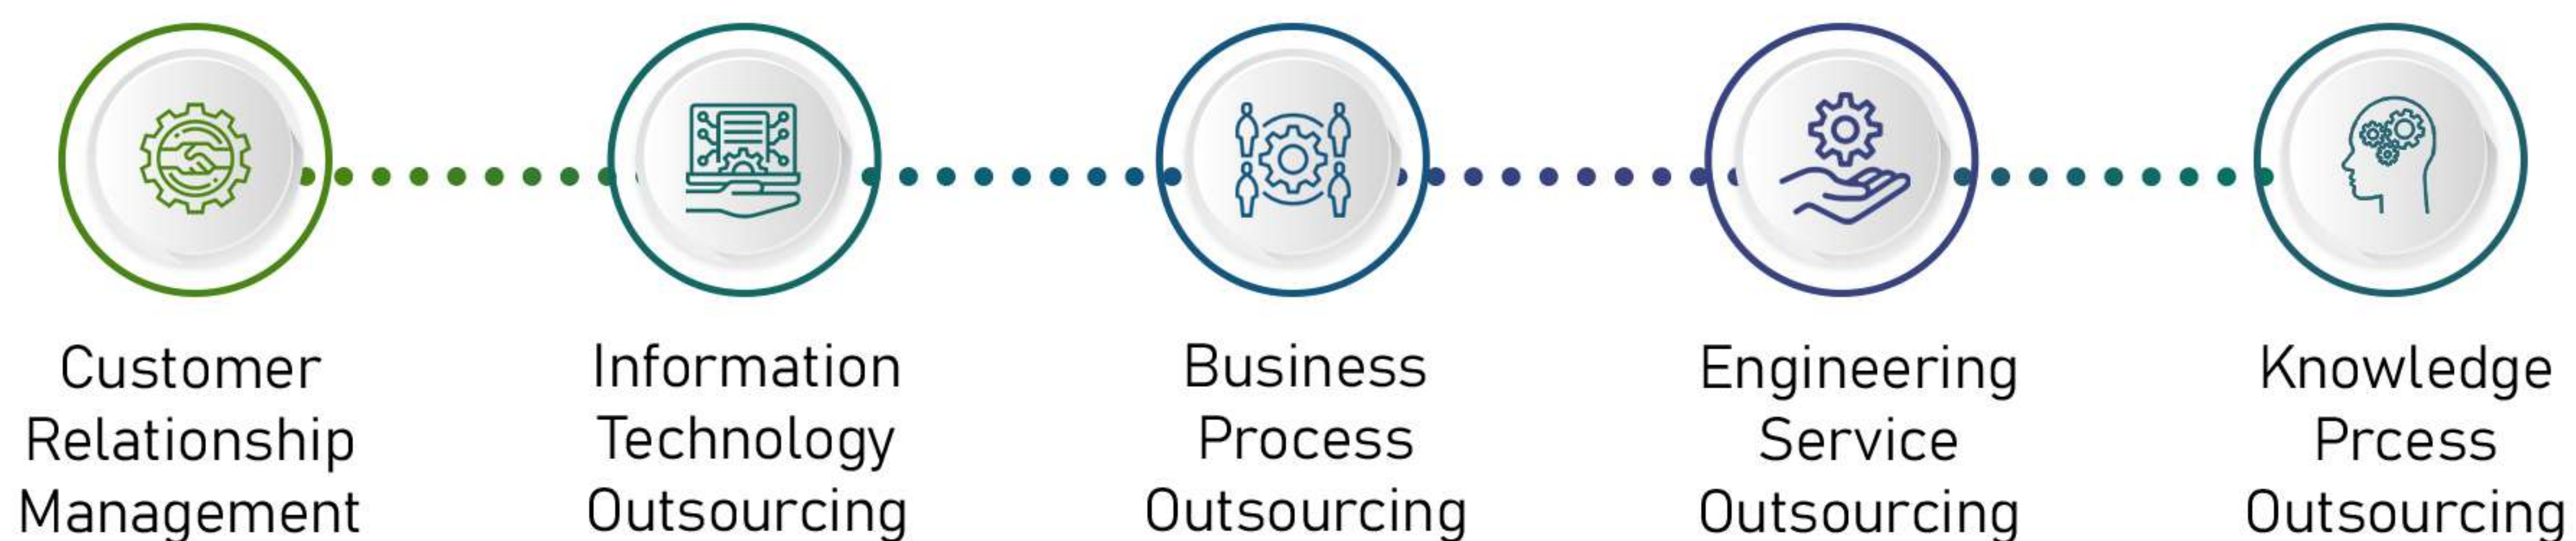 Customer
Relationship
Management
Information
Technology
Outsourcing
Business
Process
Outsourcing
Engineering
Service
Outsourcing
Knowledge
Prcess
Outsourcing